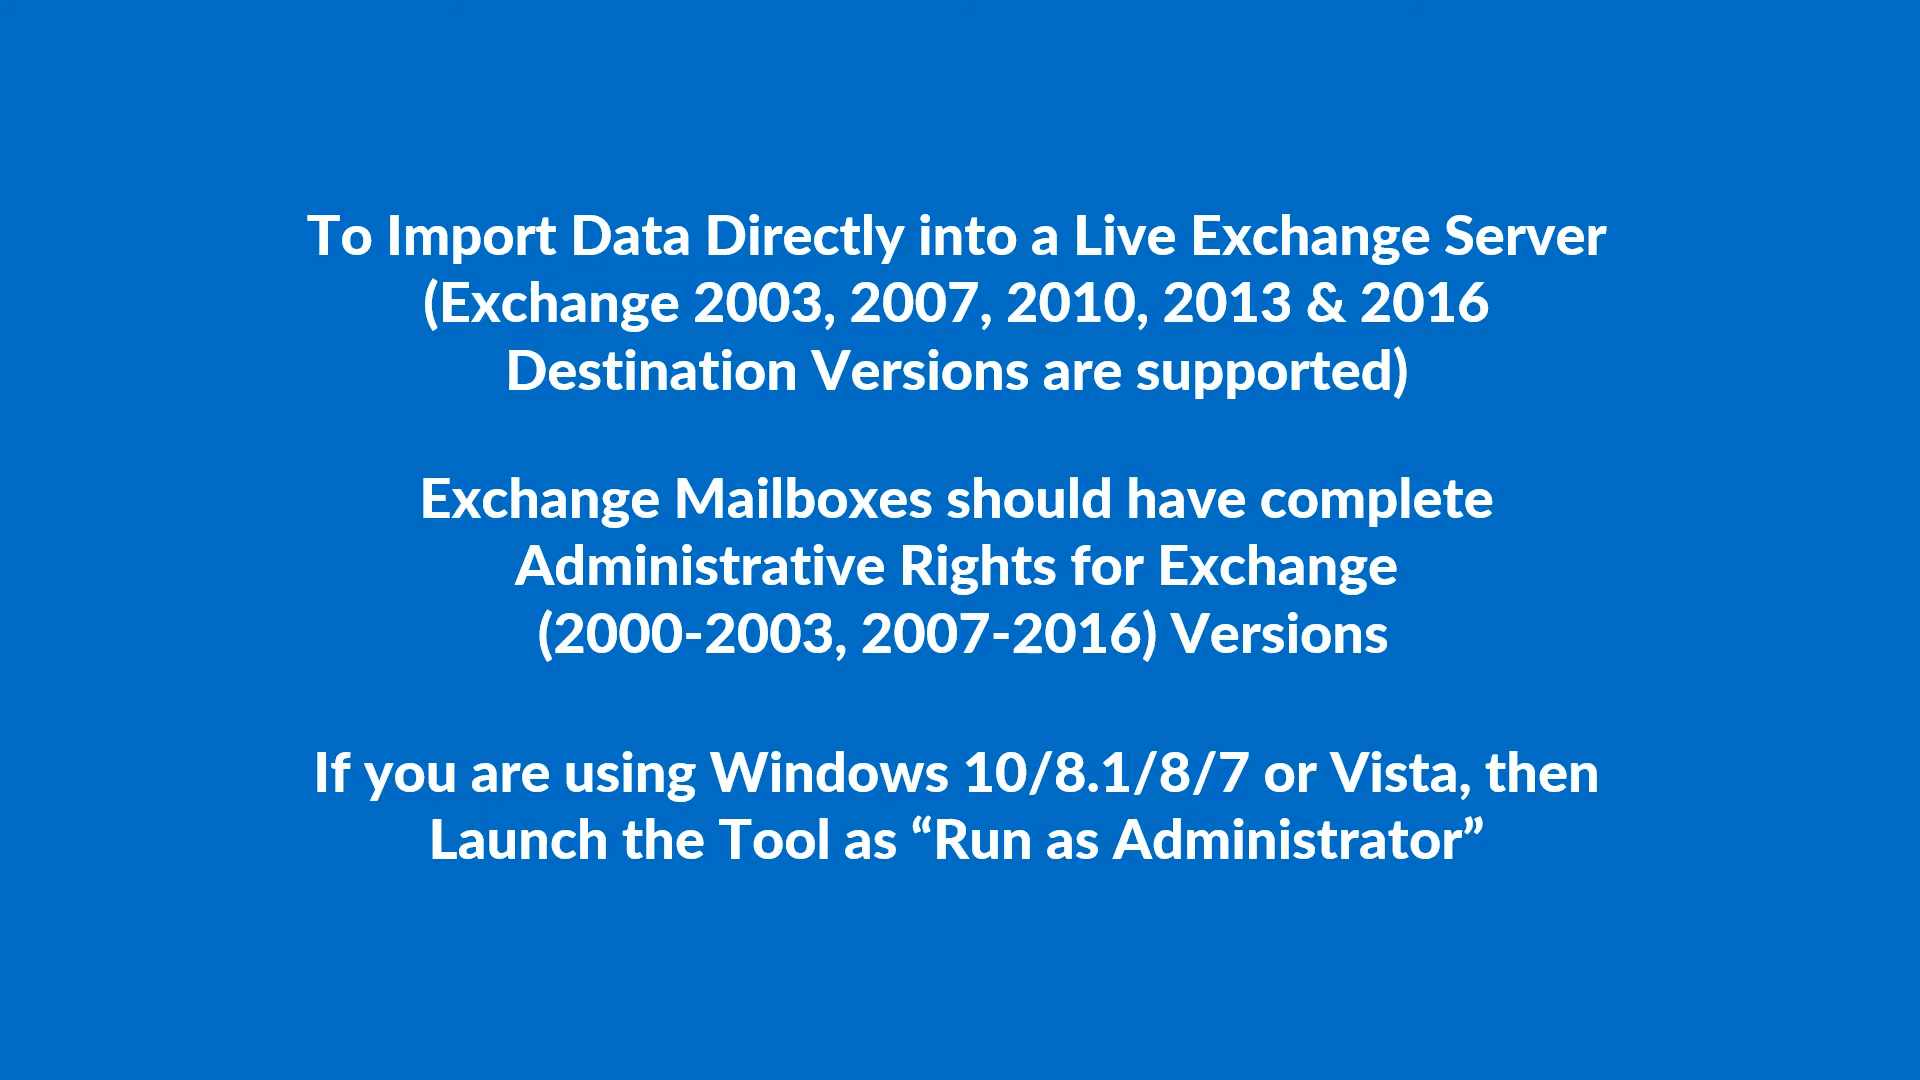 To Import Data Directly into a Live Exchange Server
(Exchange 2003, 2007, 2010, 2013 & 2016
Destination Versions are supported)
Exchange Mailboxes should have complete
Administrative Rights for Exchange
(2000-2003, 2007-2016) Versions
If you are using Windows 10/8.1/8/7 or Vista, then
Launch the Tool as “Run as Administrator”